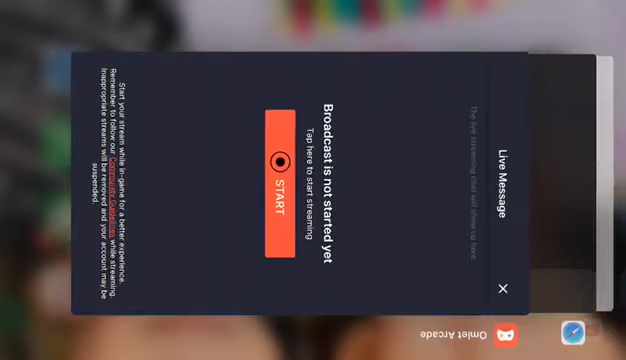 Live Message
The live streaming chat will show up here.
Broadcast is not started yet
Tap here to start streaming
START
Start your stream while in-game for a better experience.
Remember to follow our Community Guidelines while streaming.
Inappropriate streams will be removed and your account may be
suspended.
Omlet Arcade